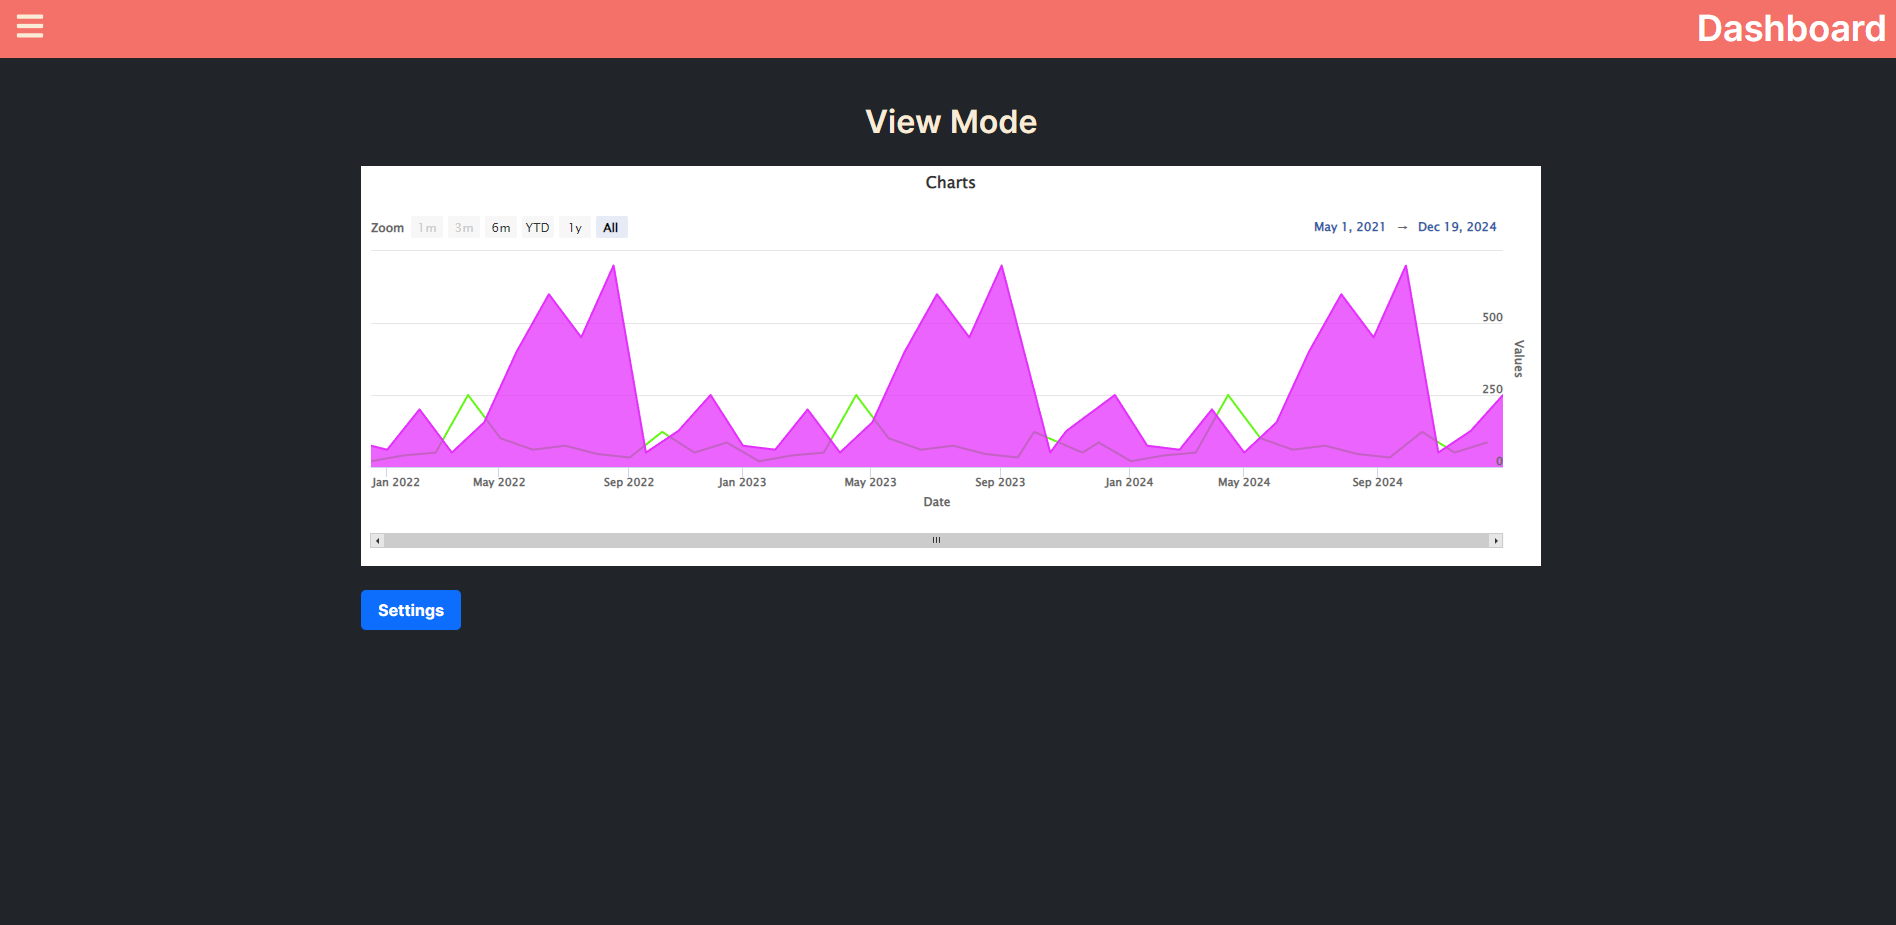 Dashboard
View Mode
Charts
Zoom 1m 3m 6m YTD 1y All May 1, 2021 → Dec 19, 2024
500
250
0
Values
Jan 2022 May 2022 Sep 2022 Jan 2023 May 2023 Sep 2023 Jan 2024 May 2024 Sep 2024
Date
Settings